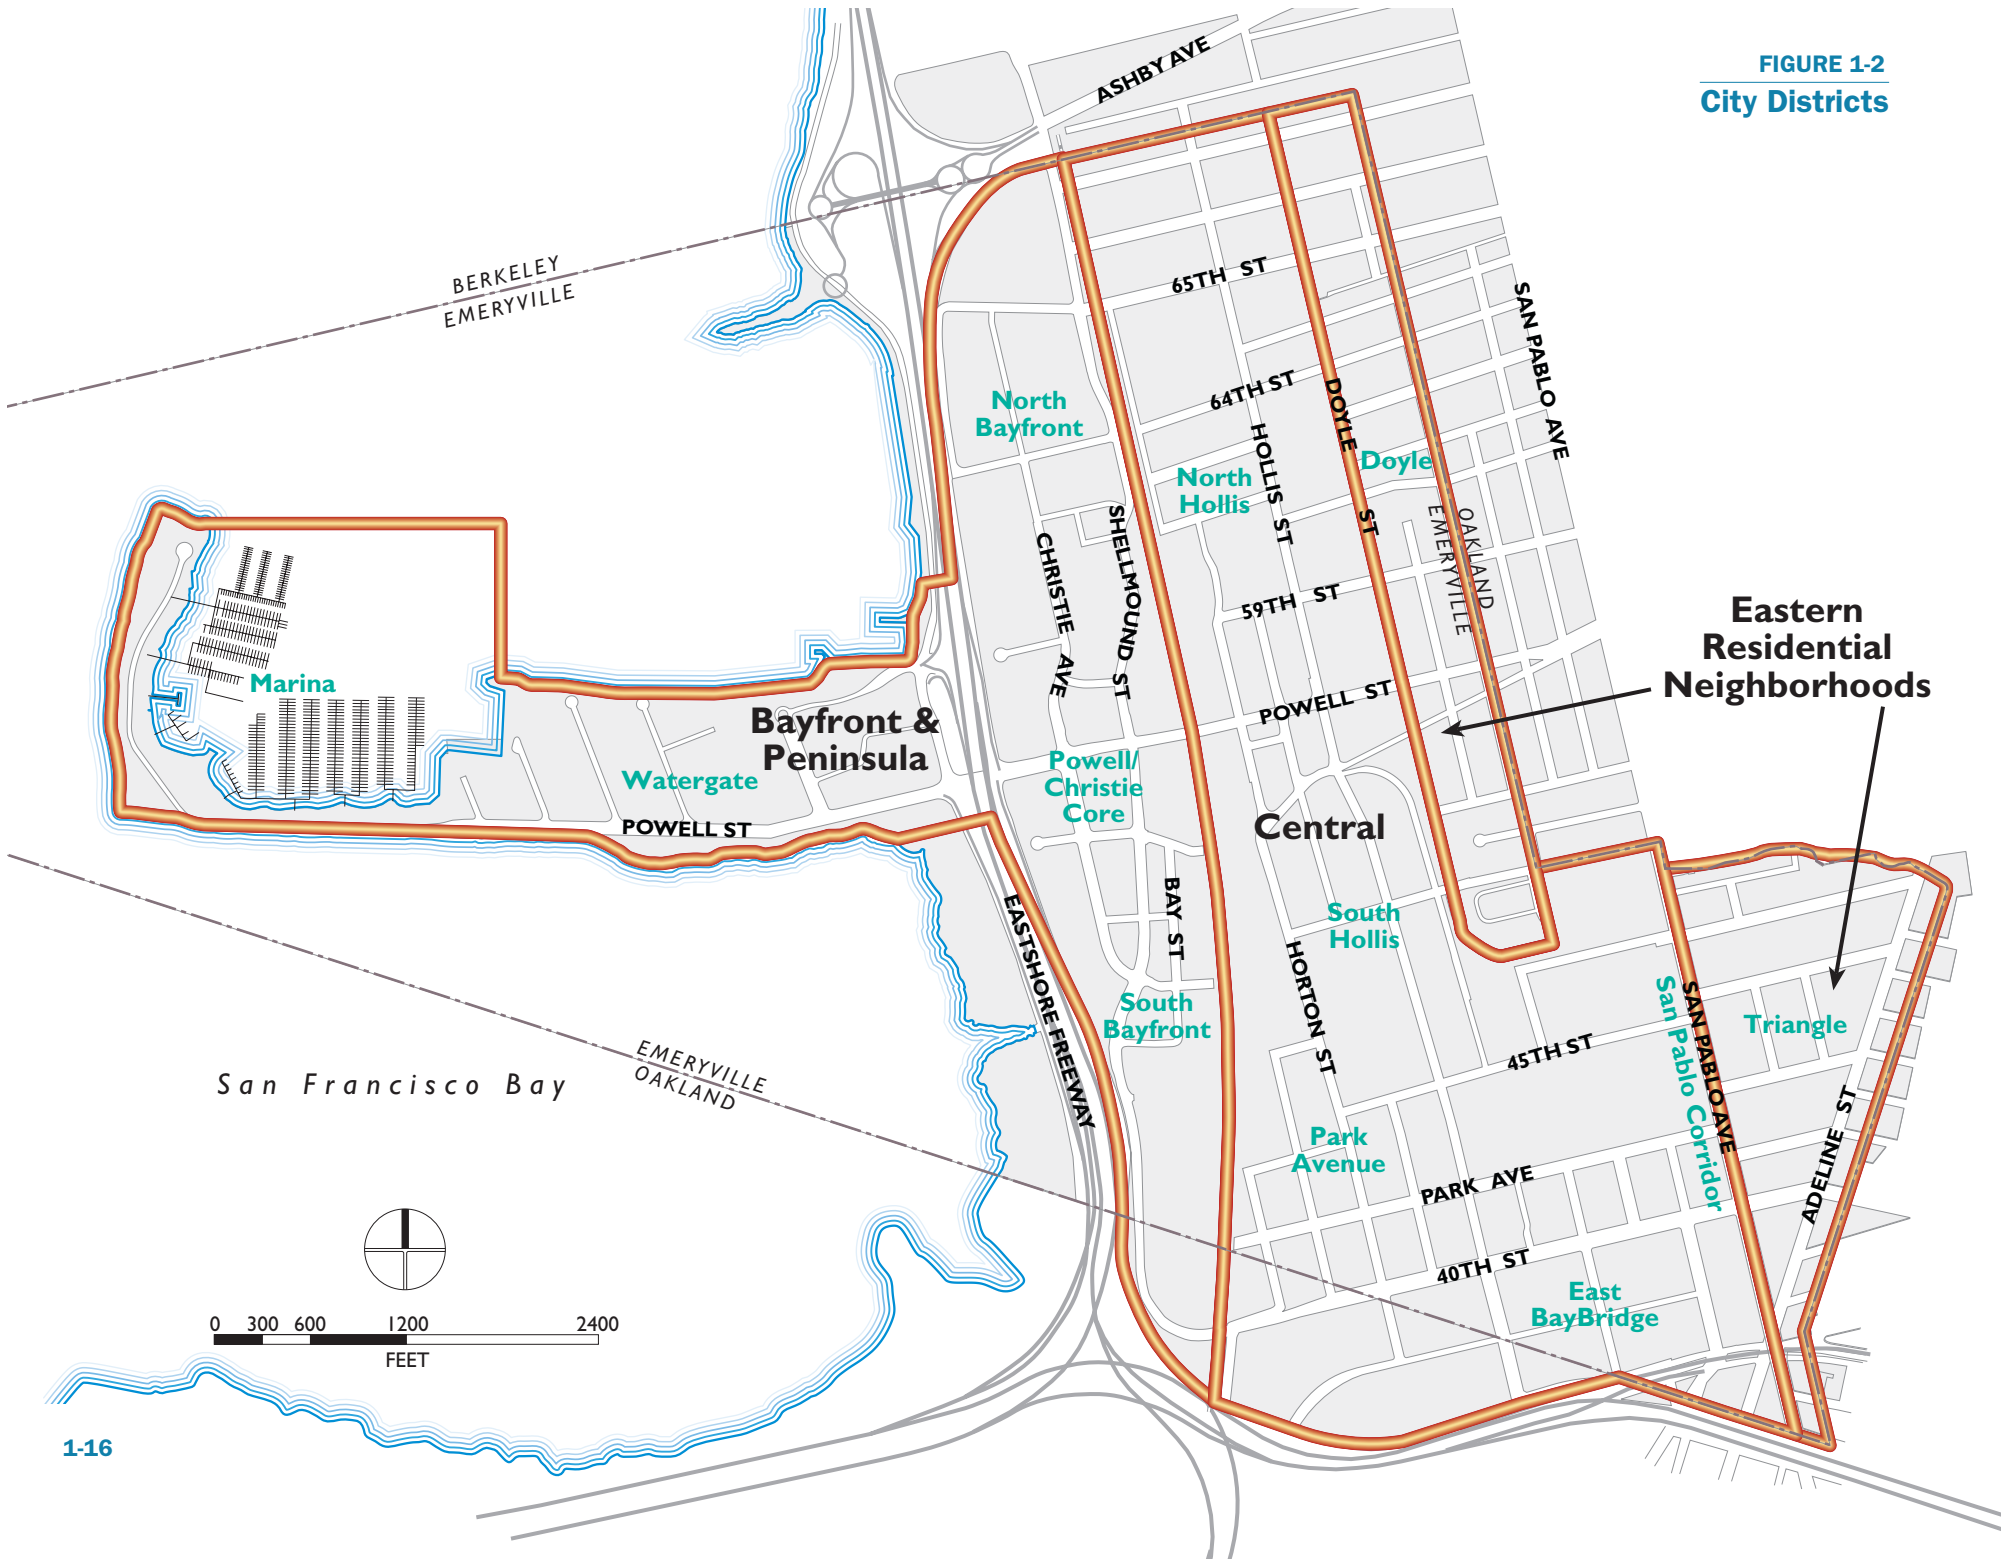 FIGURE 1-2
City Districts
ASHBY AVE
BERKELEY
EMERYVILLE
65TH ST
SAN PABLO AVE
64TH ST
DOYLE ST
HOLLIS ST
North
Bayfront
North
Hollis
Doyle
OAKLAND
EMERYVILLE
CHRISTIE AVE
SHELLMOUND ST
59TH ST
Eastern
Residential
Neighborhoods
POWELL ST
Marina
Bayfront &
Peninsula
Watergate
POWELL ST
Powell/
Christie
Core
Central
BAY ST
EASTSHORE FREEWAY
South
Hollis
HORTON ST
South
Bayfront
San Pablo Corridor
SAN PABLO AVE
Triangle
45TH ST
ADELINE ST
EMERYVILLE
OAKLAND
San Francisco Bay
Park
Avenue
PARK AVE
40TH ST
East
BayBridge
0 300 600 1200 2400
FEET
1-16